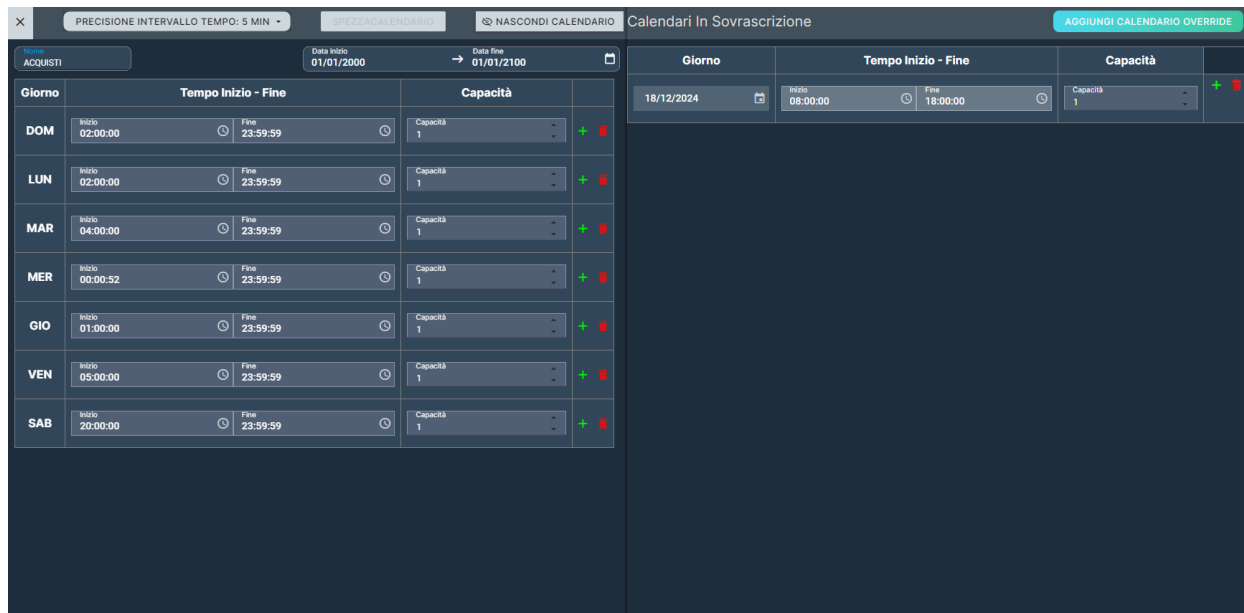 × PRECISIONE INTERVALLO TEMPO: 5 MIN SPEZZACALENDARIO NASCONDI CALENDARIO
Nome
ACQUISTI
Data inizio
01/01/2000
→
Data fine
01/01/2100
Giorno Tempo Inizio - Fine Capacità
DOM
Inizio Fine Capacità
02:00:00 23:59:59 1
LUN
Inizio Fine Capacità
02:00:00 23:59:59 1
MAR
Inizio Fine Capacità
04:00:00 23:59:59 1
MER
Inizio Fine Capacità
00:00:52 23:59:59 1
GIO
Inizio Fine Capacità
01:00:00 23:59:59 1
VEN
Inizio Fine Capacità
05:00:00 23:59:59 1
SAB
Inizio Fine Capacità
20:00:00 23:59:59 1
Calendari In Sovrascrizione AGGIUNGI CALENDARIO OVERRIDE
Giorno Tempo Inizio - Fine Capacità
18/12/2024
Inizio Fine Capacità
08:00:00 18:00:00 1